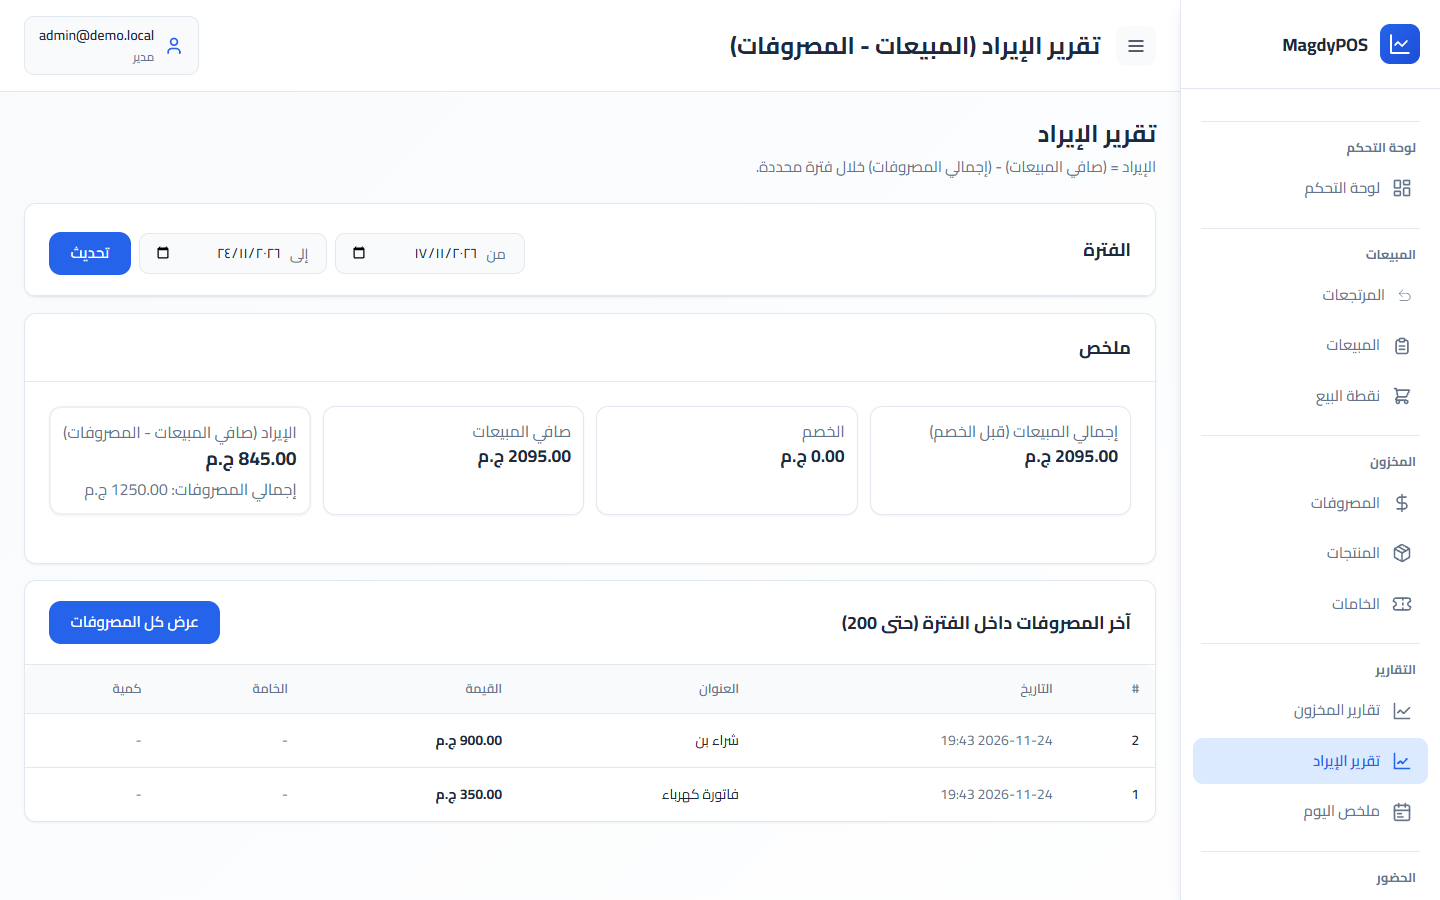 MagdyPOS
لوحة التحكم
لوحة التحكم
المبيعات
المرتجعات
المبيعات
نقطة البيع
المخزون
المصروفات
المنتجات
الخامات
التقارير
تقارير المخزون
تقرير الإيراد
ملخص اليوم
الحضور
تقرير الإيراد (المبيعات - المصروفات)
admin@demo.local
مدير
تقرير الإيراد
الإيراد = (صافي المبيعات) - (إجمالي المصروفات) خلال فترة محددة.
الفترة
من ١٧/١١/٢٠٢٦ إلى ٢٤/١١/٢٠٢٦ تحديث
ملخص
إجمالي المبيعات (قبل الخصم)
2095.00 ج.م
الخصم
0.00 ج.م
صافي المبيعات
2095.00 ج.م
الإيراد (صافي المبيعات - المصروفات)
845.00 ج.م
إجمالي المصروفات: 1250.00 ج.م
آخر المصروفات داخل الفترة (حتى 200)
عرض كل المصروفات
# التاريخ العنوان القيمة الخامة كمية
2 2026-11-24 19:43 شراء بن 900.00 ج.م - -
1 2026-11-24 19:43 فاتورة كهرباء 350.00 ج.م - -